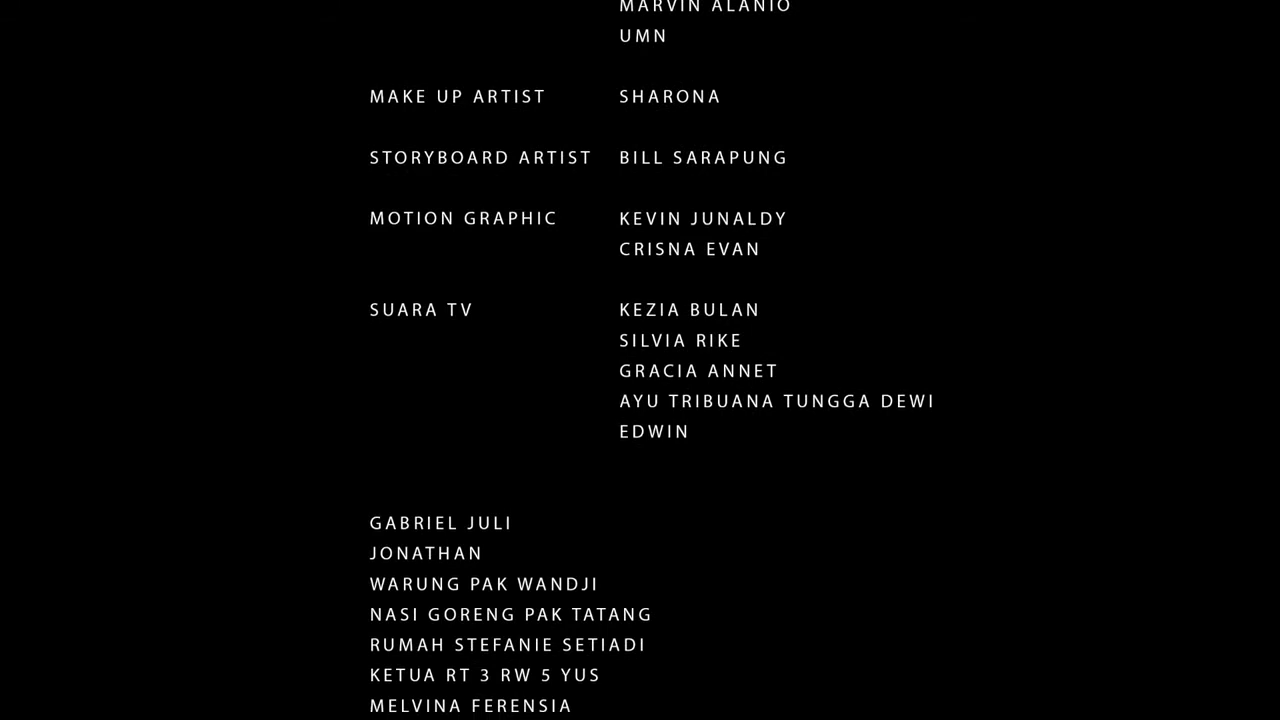 MARVIN ALANIO
UMN
MAKE UP ARTIST SHARONA
STORYBOARD ARTIST BILL SARAPUNG
MOTION GRAPHIC KEVIN JUNALDY
CRISNA EVAN
SUARA TV KEZIA BULAN
SILVIA RIKE
GRACIA ANNET
AYU TRIBUANA TUNGGA DEWI
EDWIN
GABRIEL JULI
JONATHAN
WARUNG PAK WANDJI
NASI GORENG PAK TATANG
RUMAH STEFANIE SETIADI
KETUA RT 3 RW 5 YUS
MELVINA FERENSIA